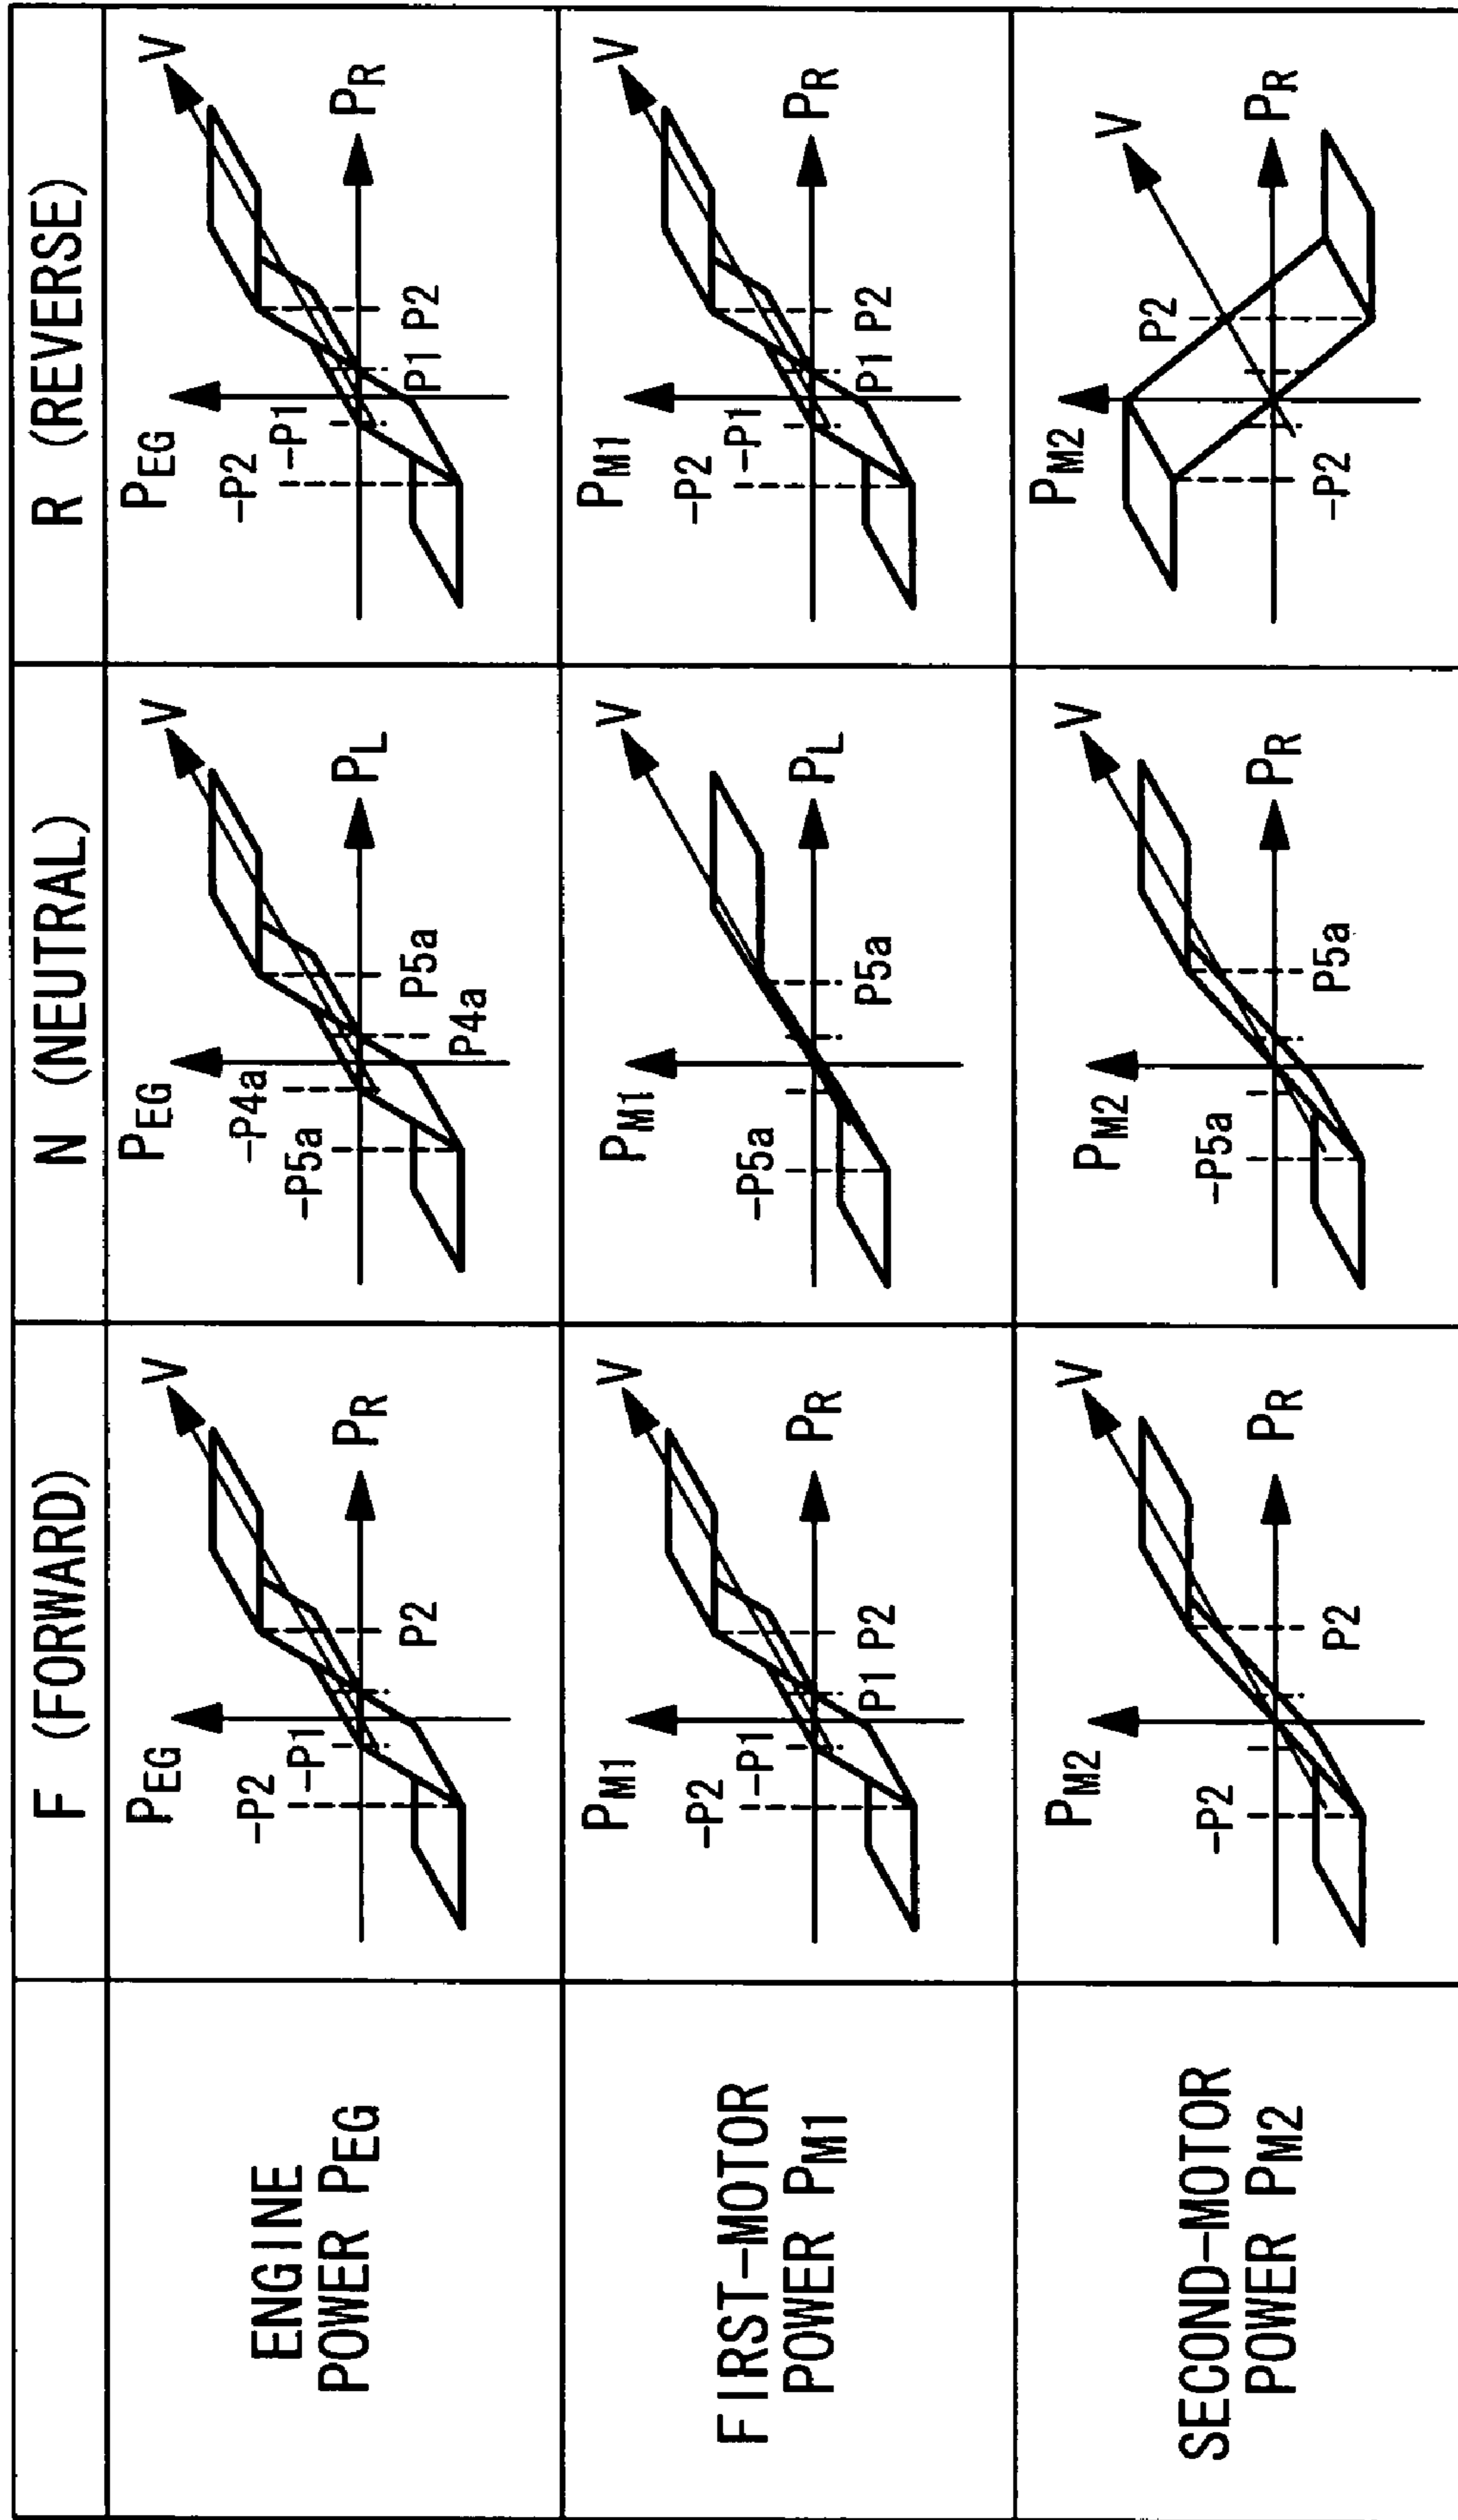 F (FORWARD)
N (NEUTRAL)
R (REVERSE)
ENGINE
POWER PEG
PEG
-P2
-P1
P2
PR
V
PEG
-P4a
-P5a
P5a
P4a
PL
V
PEG
-P2
-P1
P1 P2
PR
V
FIRST-MOTOR
POWER PM1
PM1
-P2
-P1
P1 P2
PR
V
PM1
-P5a
P5a
PL
V
PM1
-P2
-P1
P1 P2
PR
V
SECOND-MOTOR
POWER PM2
PM2
-P2
P2
PR
V
PM2
-P5a
P5a
PR
V
PM2
-P2
P2
PR
V